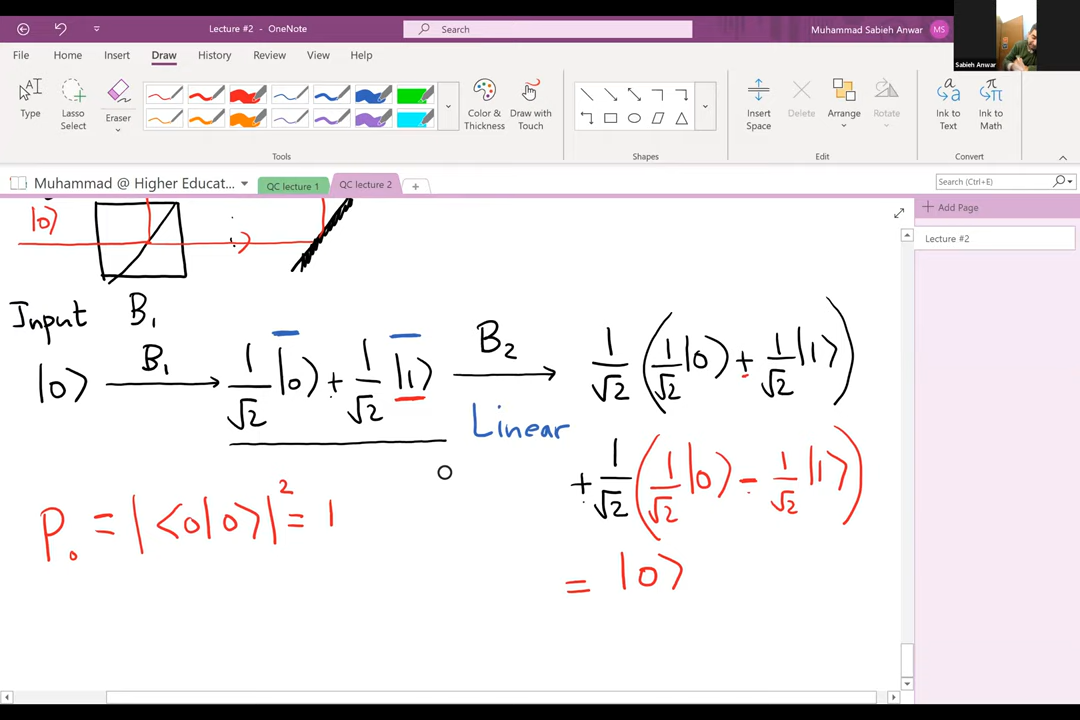 Lecture #2 - OneNote
Search
Muhammad Sabieh Anwar
MS
Sabieh Anwar
File Home Insert Draw History Review View Help
Type
Lasso Select
Eraser
Color & Thickness
Draw with Touch
Insert Space
Delete
Arrange
Rotate
Ink to Text
Ink to Math
Tools
Shapes
Edit
Convert
Muhammad @ Higher Educat...
QC lecture 1
QC lecture 2
Search (Ctrl+E)
Add Page
Lecture #2
|0⟩
Input B₁
|0⟩ —B₁→ 1/√2 |0⟩ + 1/√2 |1⟩ —B₂→ 1/√2 (1/√2 |0⟩ + 1/√2 |1⟩)
Linear
+ 1/√2 (1/√2 |0⟩ − 1/√2 |1⟩)
P₀ = |<0|0>|² = 1
= |0⟩